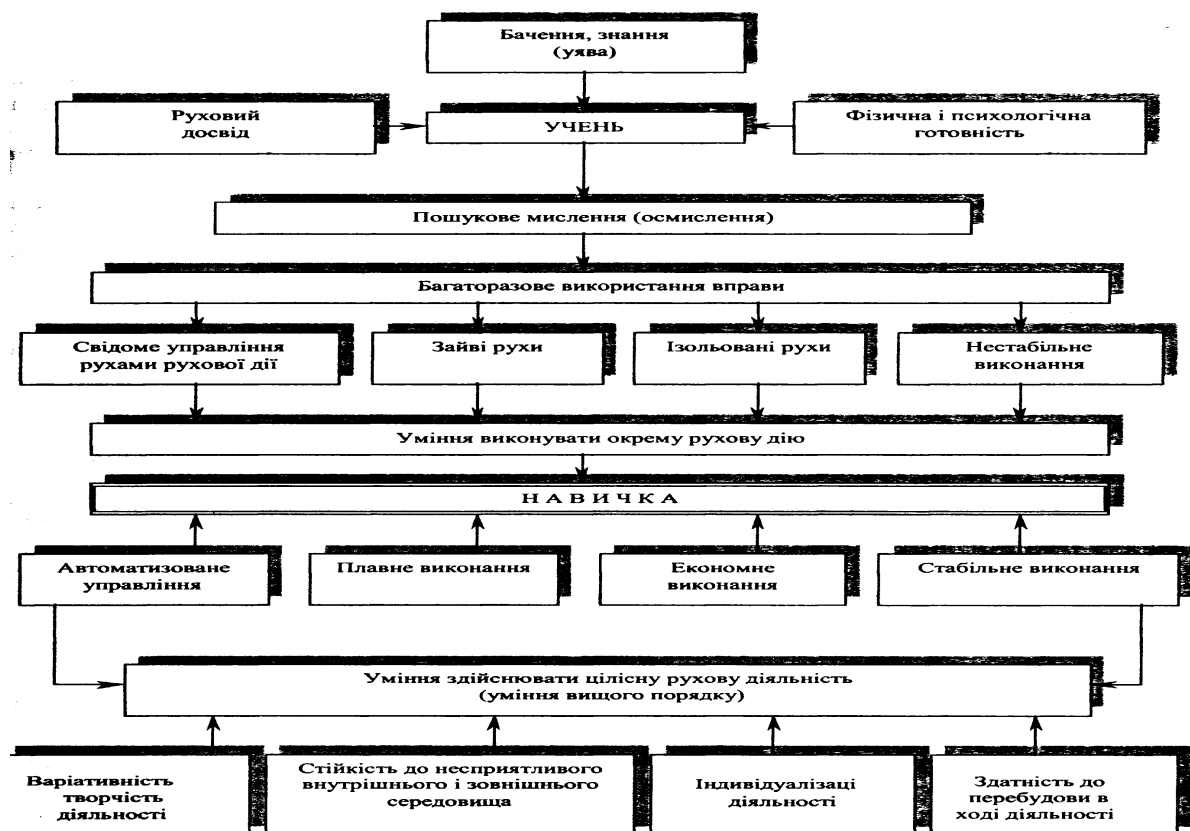 Бачення, знання
(уява)
Руховий
досвід
УЧЕНЬ
Фізична і психологічна
готовність
Пошукове мислення (осмислення)
Багаторазове використання вправи
Свідоме управління
рухами рухової дії
Зайві рухи
Ізольовані рухи
Нестабільне
виконання
Уміння виконувати окрему рухову дію
Н А В И Ч К А
Автоматизоване
управління
Плавне виконання
Економне
виконання
Стабільне виконання
Уміння здійснювати цілісну рухову діяльність
(уміння вищого порядку)
Варіативність
творчість
діяльності
Стійкість до несприятливого
внутрішнього і зовнішнього
середовища
Індивідуалізаці
діяльності
Здатність до
перебудови в
ході діяльності